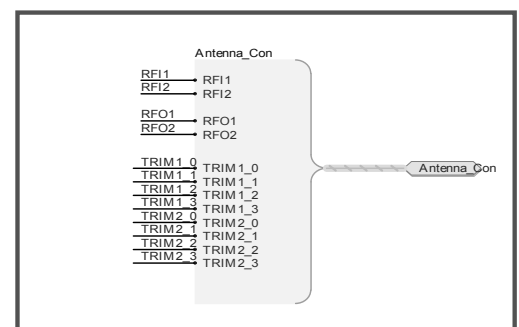 Antenna_Con
RFI1 RFI1
RFI2 RFI2
RFO1 RFO1
RFO2 RFO2
TRIM1_0 TRIM1_0
TRIM1_1 TRIM1_1
TRIM1_2 TRIM1_2
TRIM1_3 TRIM1_3
TRIM2_0 TRIM2_0
TRIM2_1 TRIM2_1
TRIM2_2 TRIM2_2
TRIM2_3 TRIM2_3
Antenna_Con